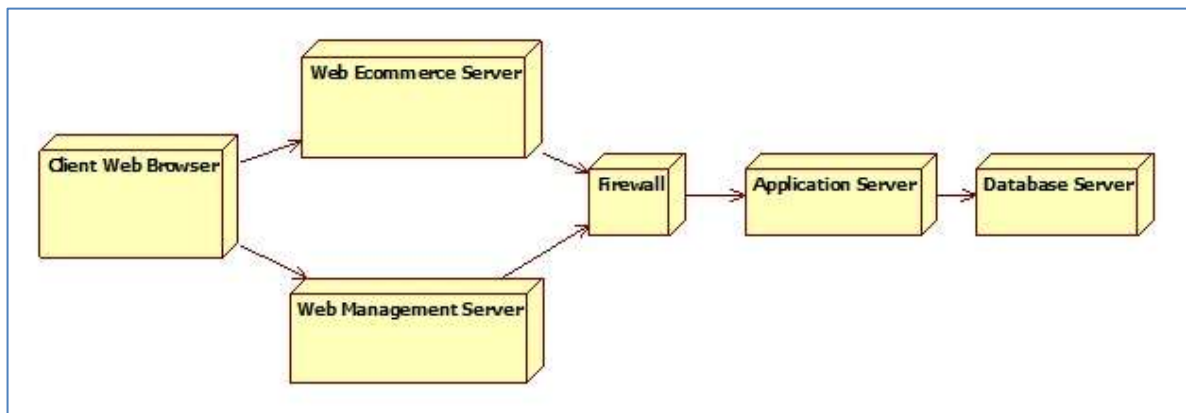 Web Ecommerce Server
Client Web Browser
Firewall
Application Server
Database Server
Web Management Server